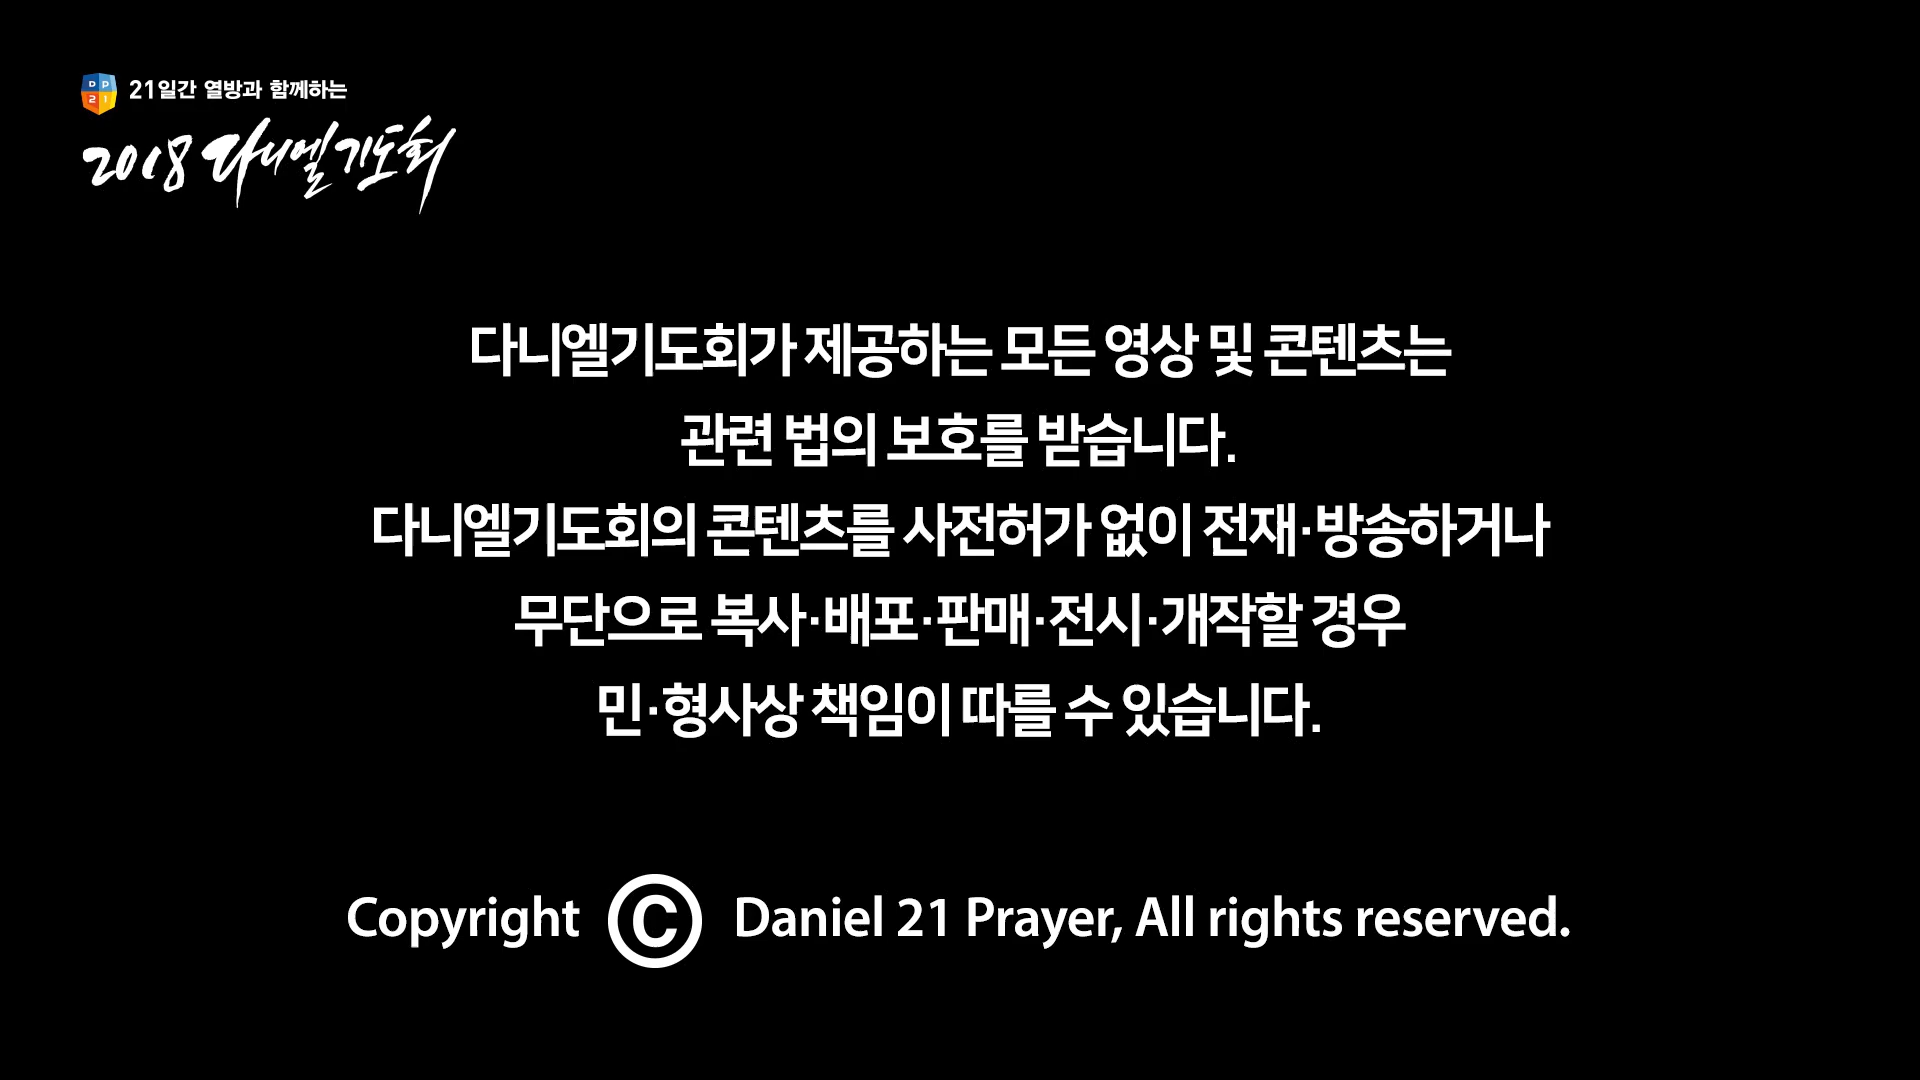 DP
21
21일간 열방과 함께하는
2018 다니엘기도회
다니엘기도회가 제공하는 모든 영상 및 콘텐츠는
관련 법의 보호를 받습니다.
다니엘기도회의 콘텐츠를 사전허가 없이 전재·방송하거나
무단으로 복사·배포·판매·전시·개작할 경우
민·형사상 책임이 따를 수 있습니다.
Copyright © Daniel 21 Prayer, All rights reserved.